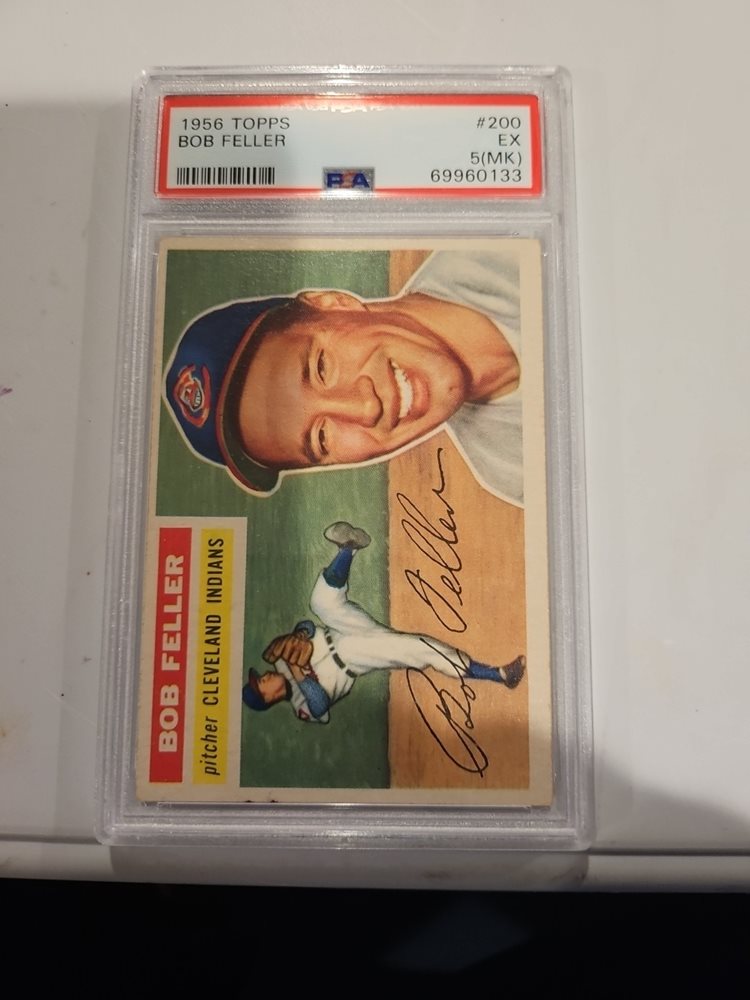 1956 TOPPS #200
BOB FELLER EX
5(MK)
PSA 69960133
BOB FELLER
pitcher CLEVELAND INDIANS
Bob Feller